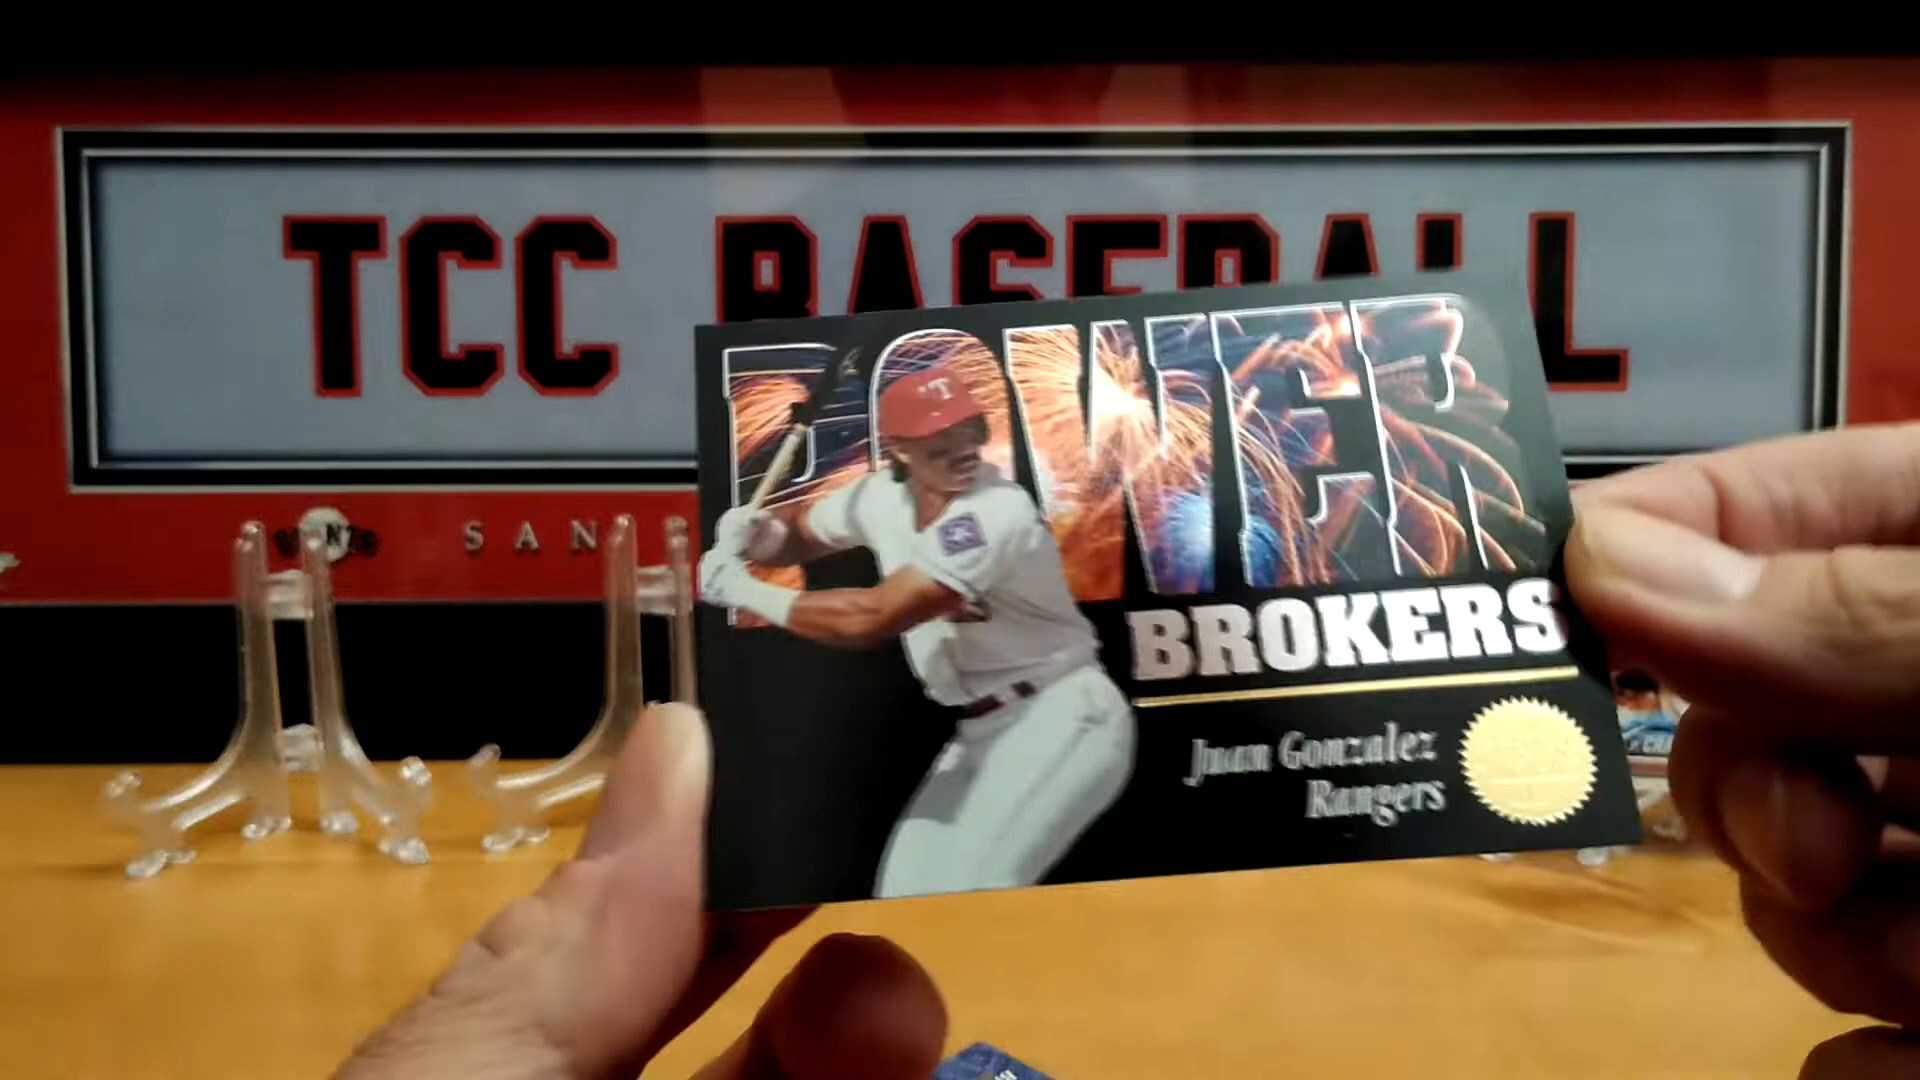 TCC BASEBALL
SAN
POWER
BROKERS
Juan Gonzalez
Rangers
T